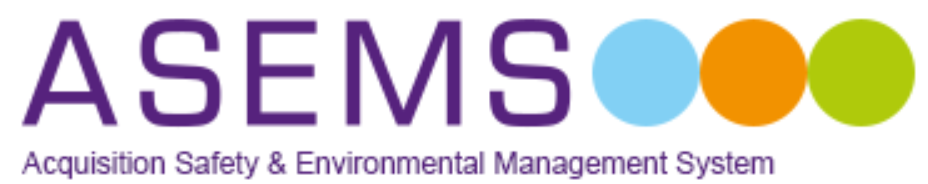 ASEMS
Acquisition Safety & Environmental Management System